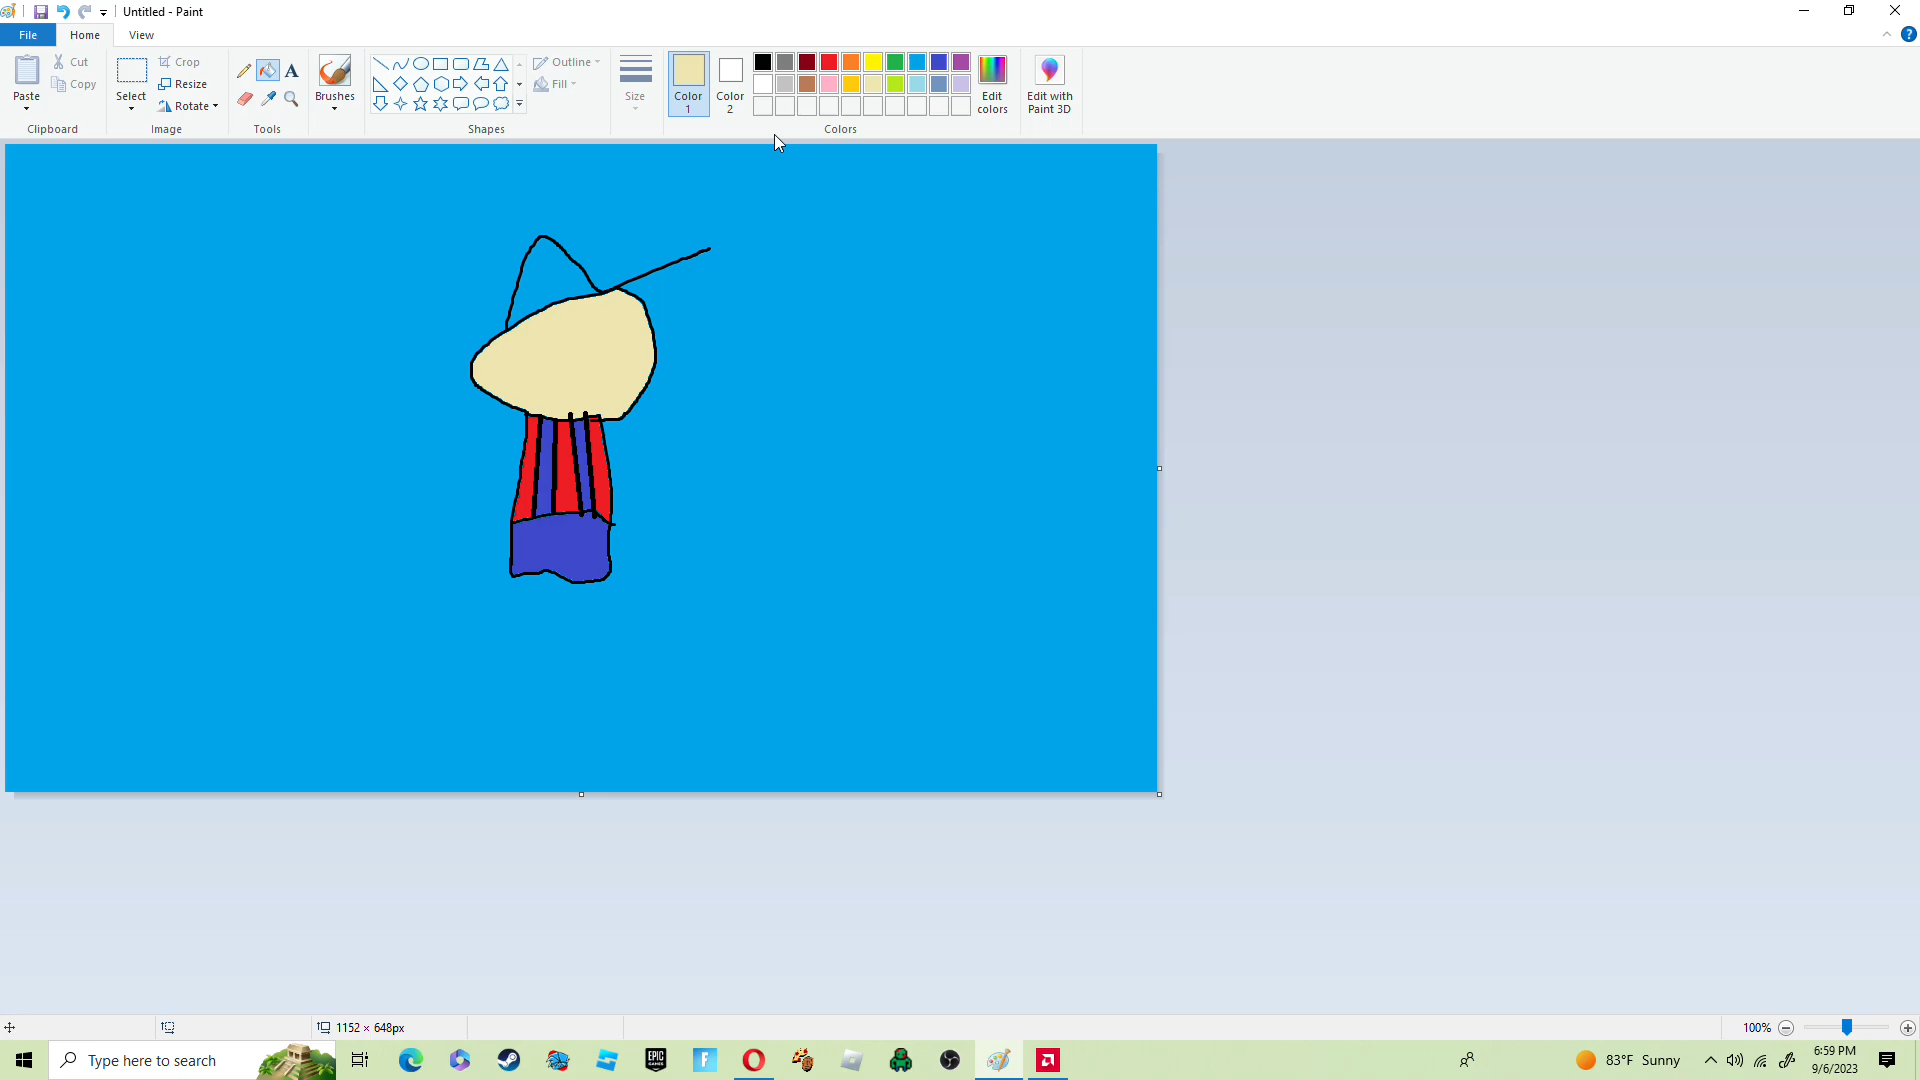 Untitled - Paint
File Home View
Paste
Cut
Copy
Clipboard
Select
Crop
Resize
Rotate
Image
A
Tools
Brushes
Shapes
Outline
Fill
Size
Color 1
Color 2
Colors
Edit colors
Edit with Paint 3D
?
1152 × 648px
100%
Type here to search
EPIC GAMES
F
83°F Sunny
6:59 PM
9/6/2023